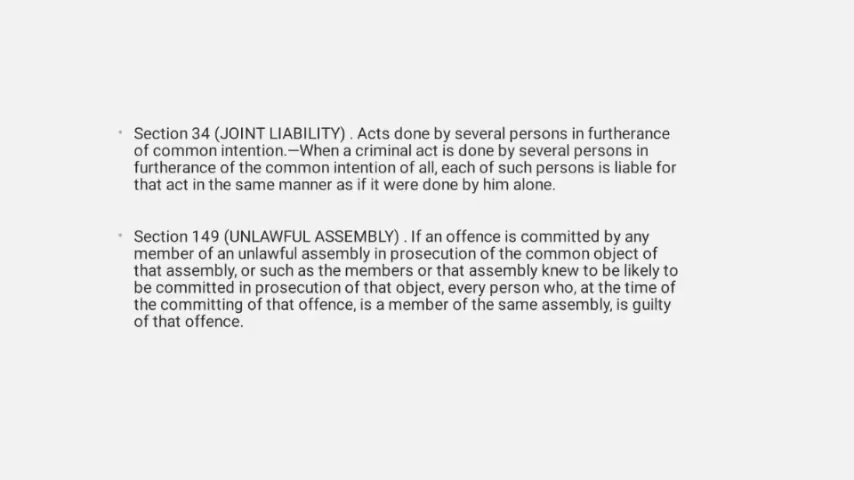 • Section 34 (JOINT LIABILITY) . Acts done by several persons in furtherance
of common intention.—When a criminal act is done by several persons in
furtherance of the common intention of all, each of such persons is liable for
that act in the same manner as if it were done by him alone.
• Section 149 (UNLAWFUL ASSEMBLY) . If an offence is committed by any
member of an unlawful assembly in prosecution of the common object of
that assembly, or such as the members or that assembly knew to be likely to
be committed in prosecution of that object, every person who, at the time of
the committing of that offence, is a member of the same assembly, is guilty
of that offence.